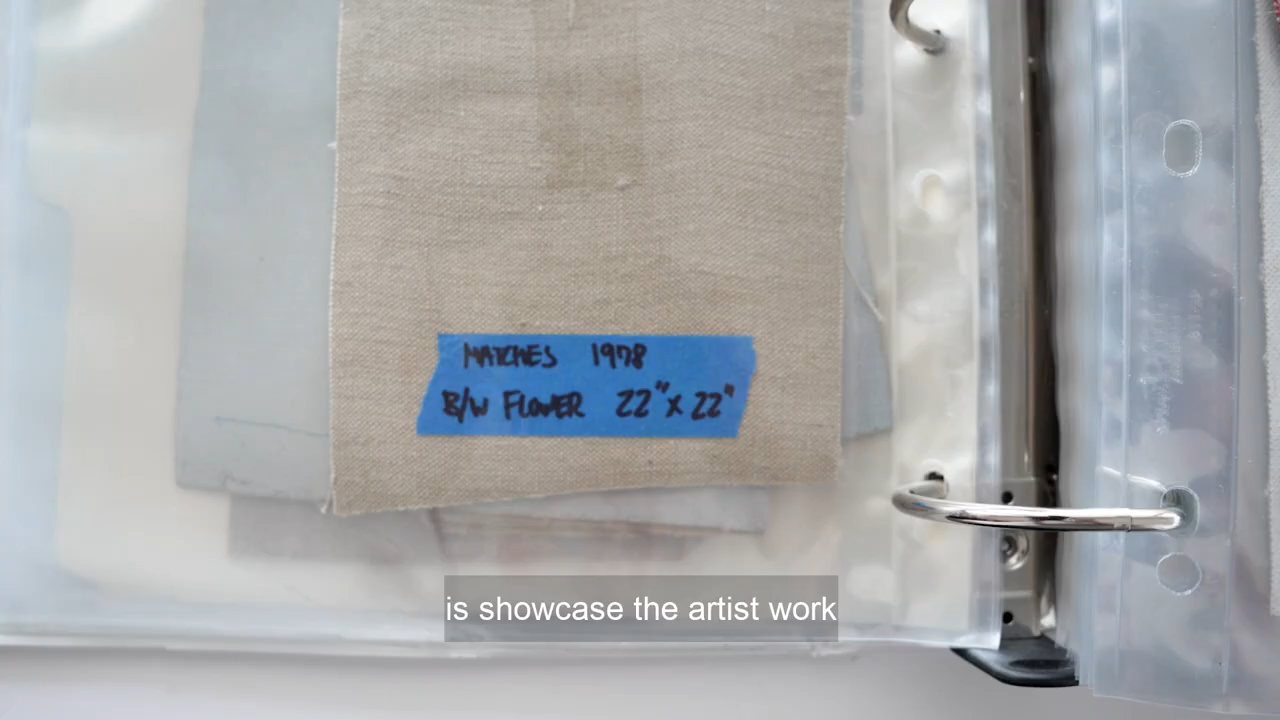 MATCHES 1978
B/W FLOWER 22" x 22"
is showcase the artist work